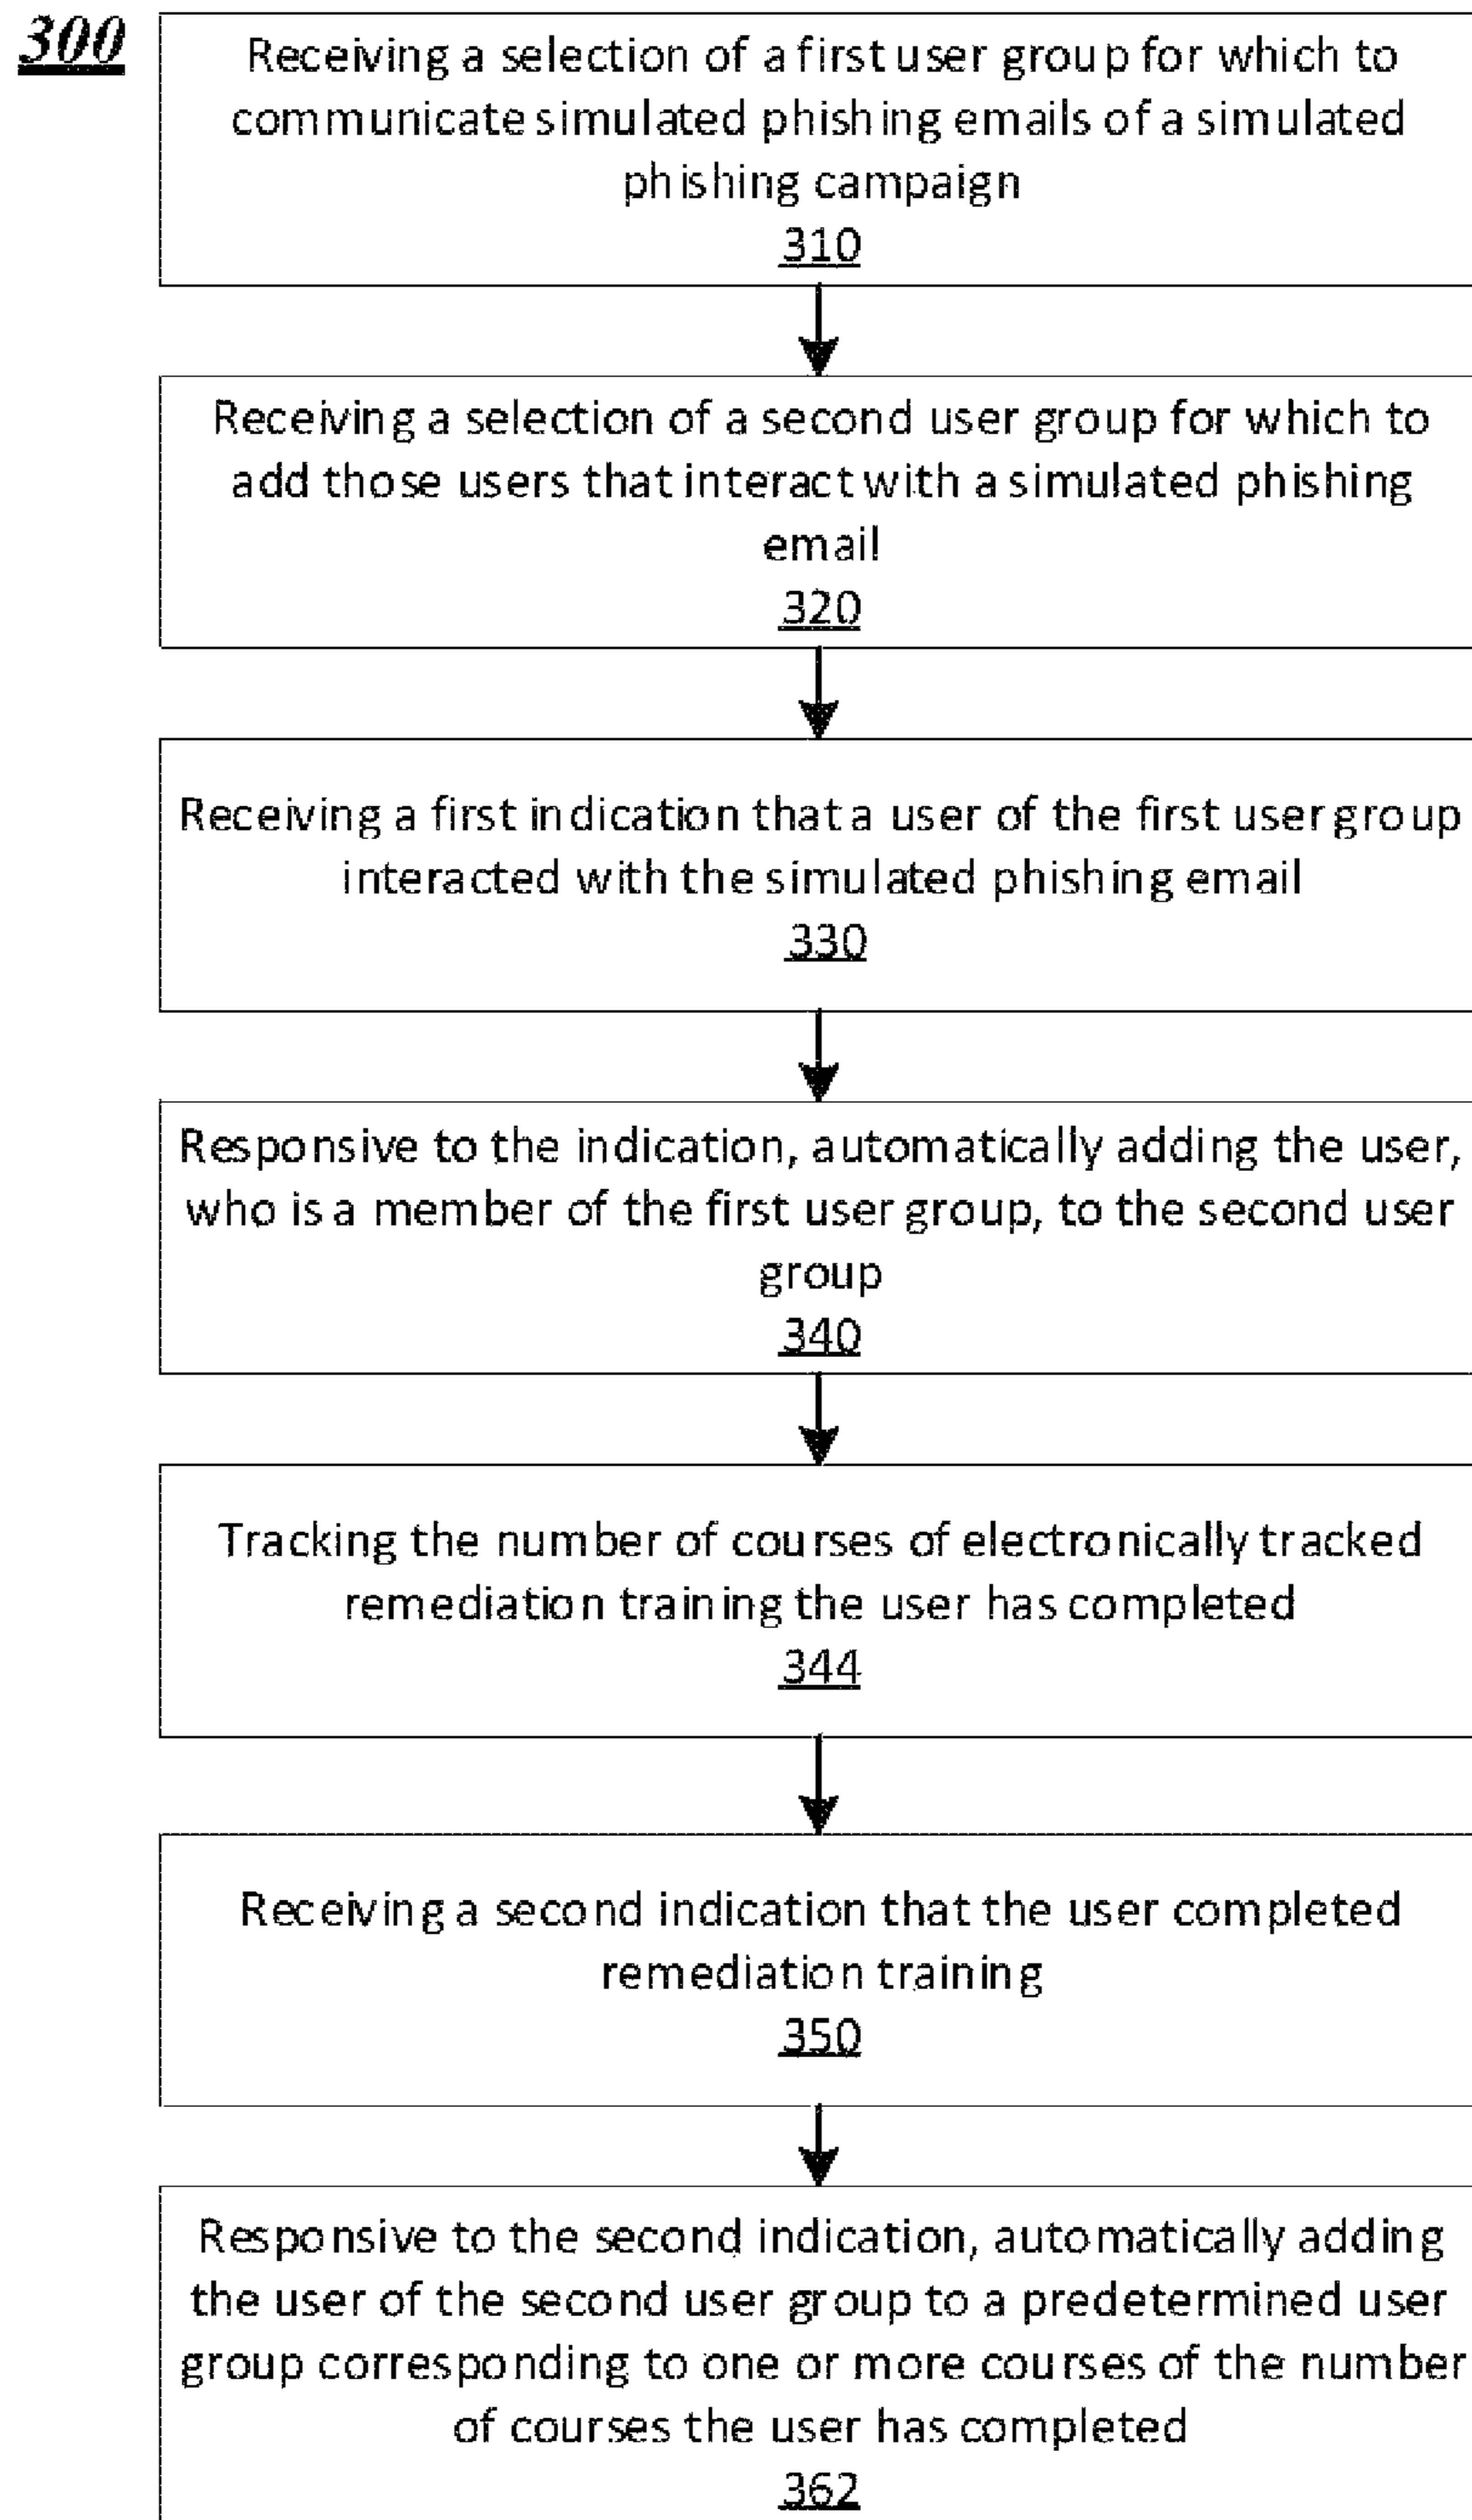 300
Receiving a selection of a first user group for which to
communicate simulated phishing emails of a simulated
phishing campaign
310
Receiving a selection of a second user group for which to
add those users that interact with a simulated phishing
email
320
Receiving a first indication that a user of the first user group
interacted with the simulated phishing email
330
Responsive to the indication, automatically adding the user,
who is a member of the first user group, to the second user
group
340
Tracking the number of courses of electronically tracked
remediation training the user has completed
344
Receiving a second indication that the user completed
remediation training
350
Responsive to the second indication, automatically adding
the user of the second user group to a predetermined user
group corresponding to one or more courses of the number
of courses the user has completed
362